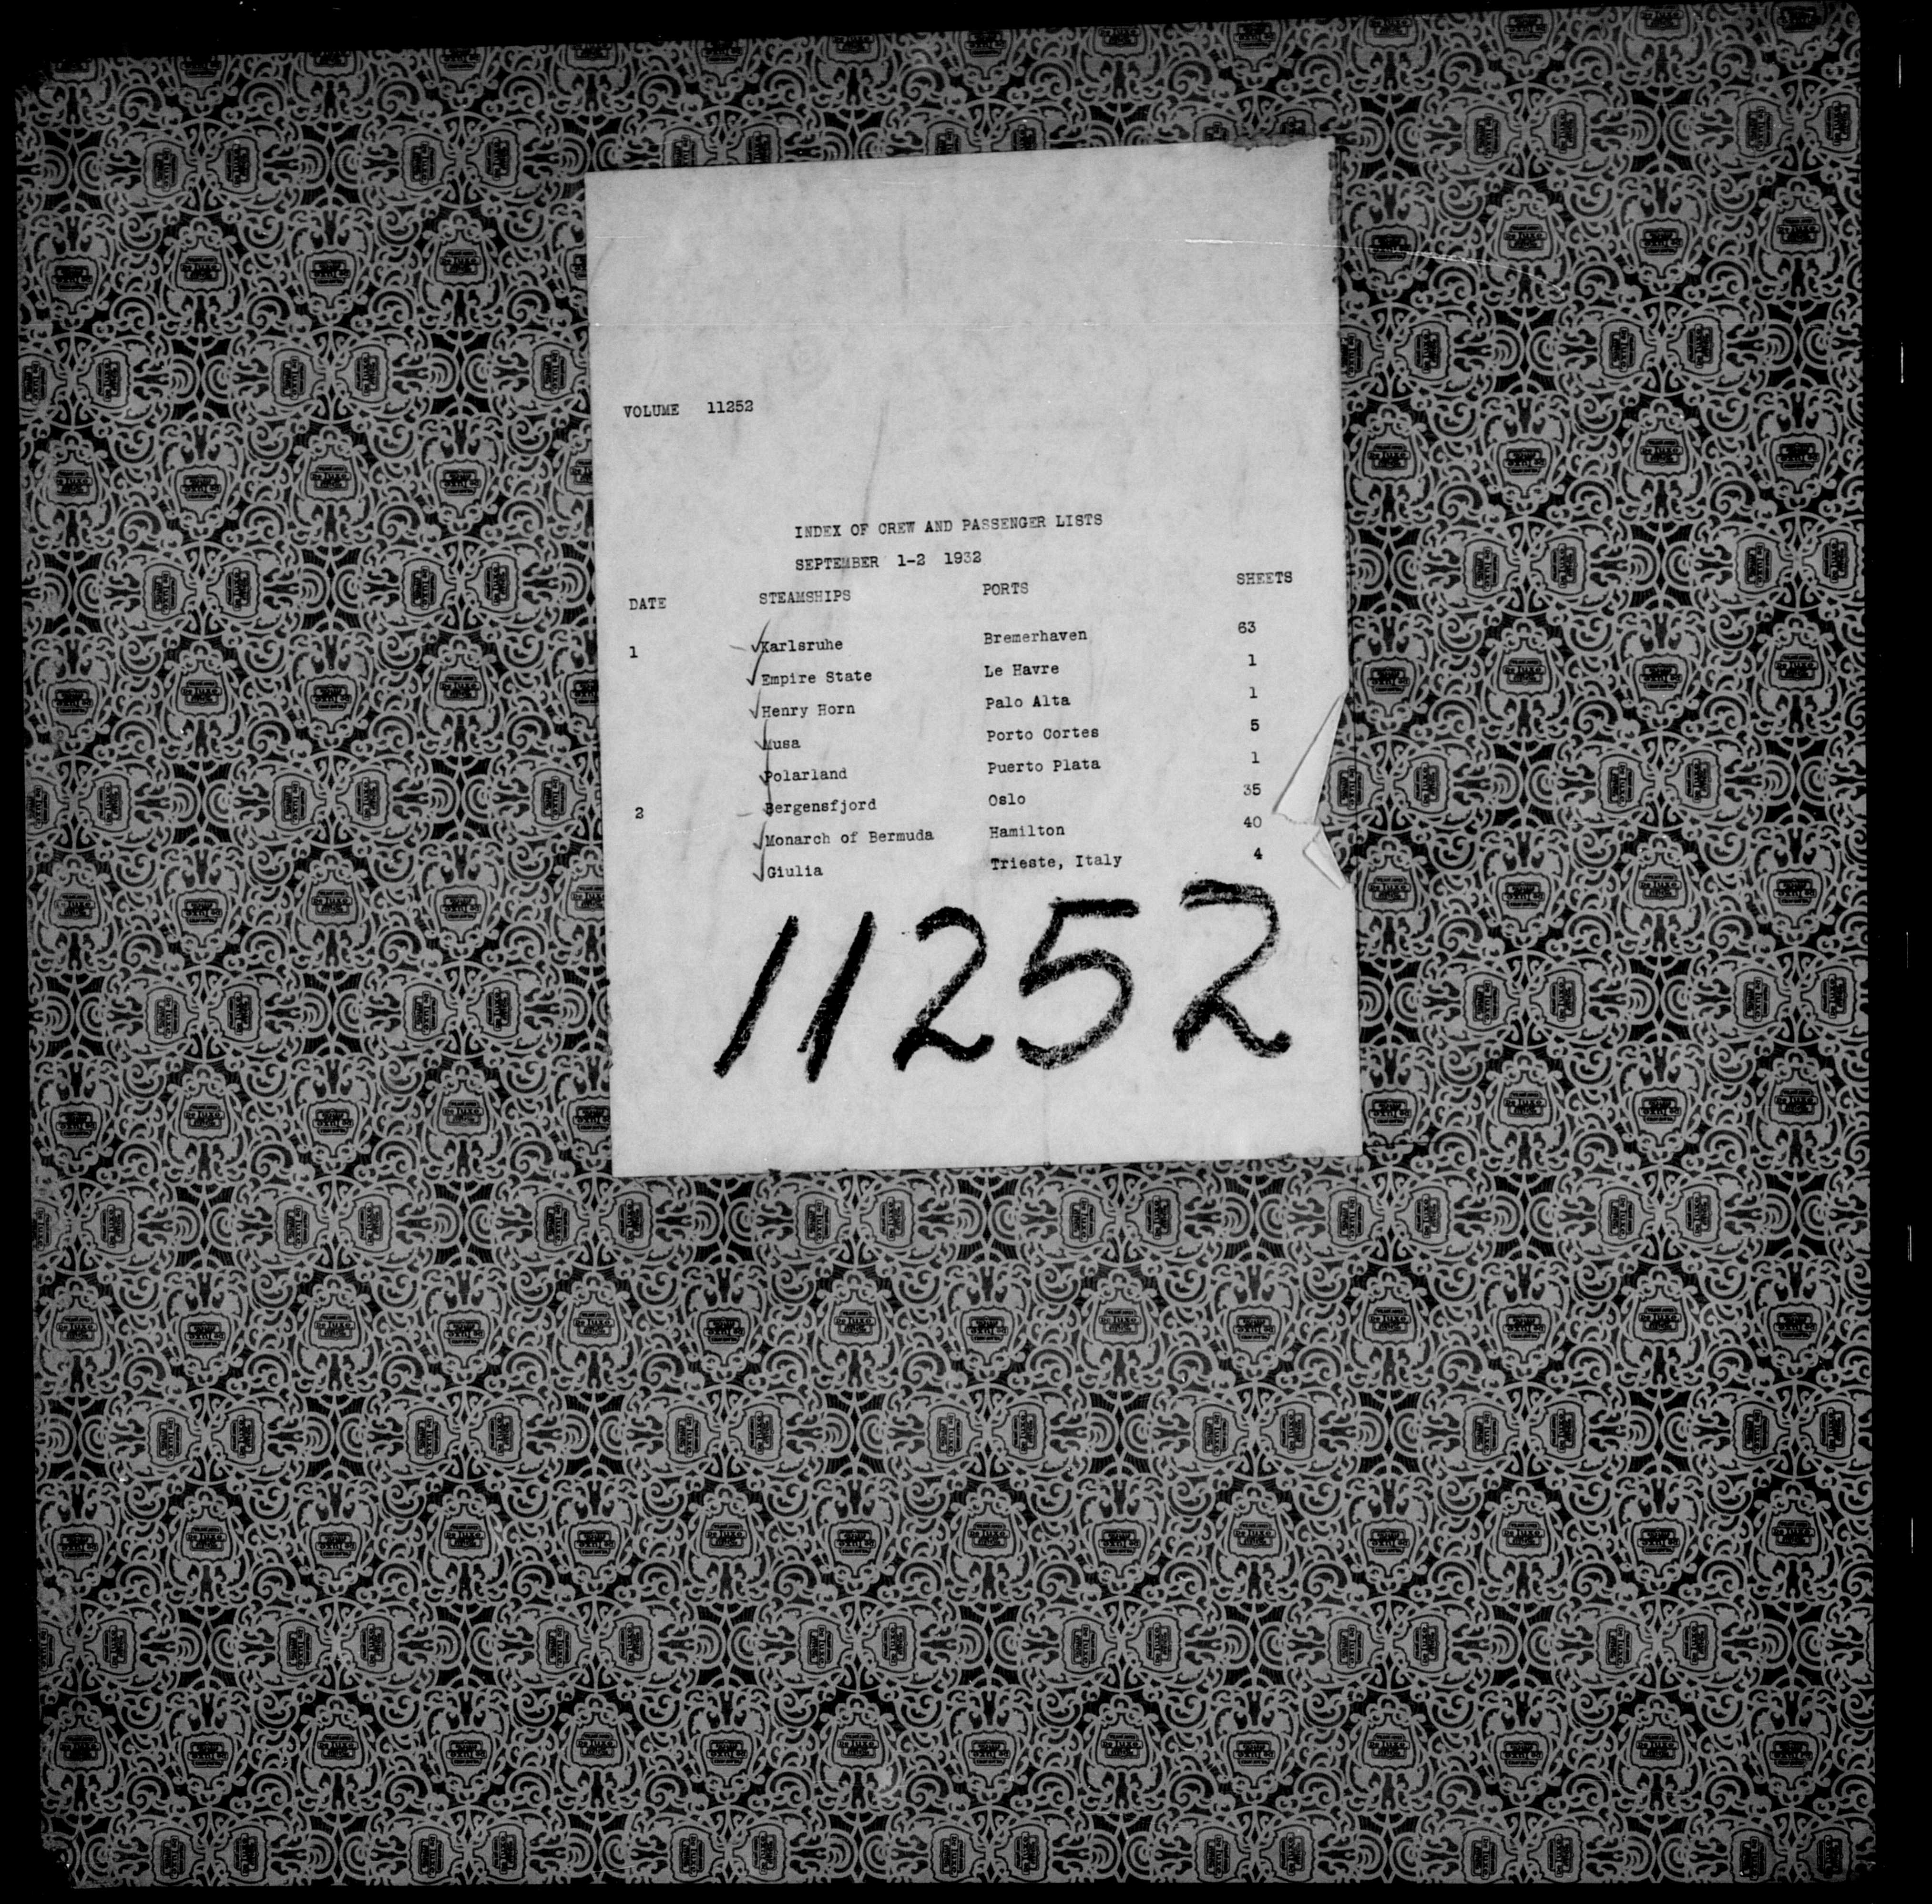 VOLUME 11252
INDEX OF CREW AND PASSENGER LISTS
SEPTEMBER 1-2 1932
DATE STEAMSHIPS PORTS SHEETS
1 Karlsruhe Bremerhaven 63
Empire State Le Havre 1
Henry Horn Palo Alta 1
Musa Porto Cortes 5
Polarland Puerto Plata 1
2 Bergensfjord Oslo 35
Monarch of Bermuda Hamilton 40
Giulia Trieste, Italy 4
11252